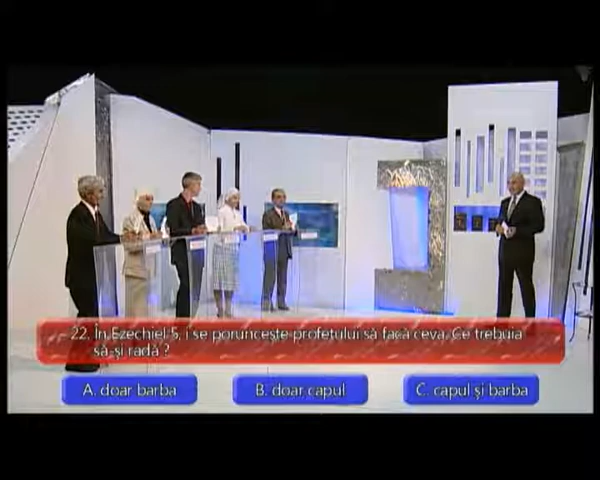 22. În Ezechiel 5, i se poruncește profetului să facă ceva. Ce trebuia
să-și radă ?
A. doar barba
B. doar capul
C. capul și barba